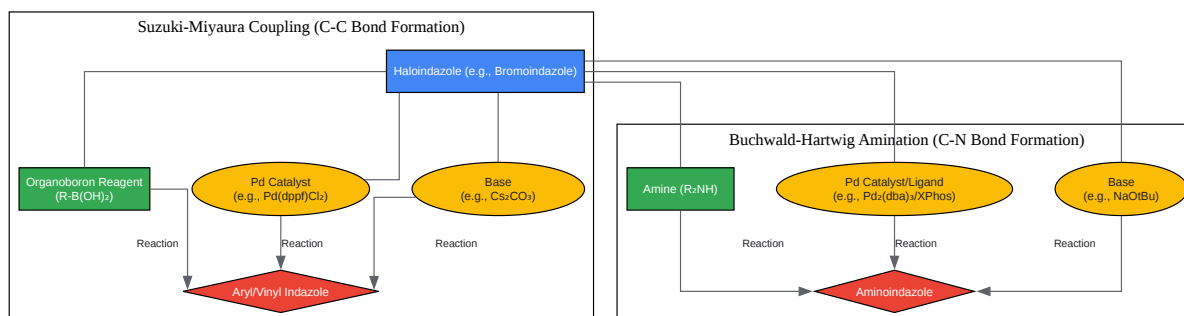 Suzuki-Miyaura Coupling (C-C Bond Formation)
Haloindazole (e.g., Bromoindazole)
Organoboron Reagent
(R-B(OH)₂)
Pd Catalyst
(e.g., Pd(dppf)Cl₂)
Base
(e.g., Cs₂CO₃)
Reaction
Reaction
Reaction
Aryl/Vinyl Indazole
Buchwald-Hartwig Amination (C-N Bond Formation)
Amine (R₂NH)
Pd Catalyst/Ligand
(e.g., Pd₂(dba)₃/XPhos)
Base
(e.g., NaOtBu)
Reaction
Reaction
Reaction
Aminoindazole